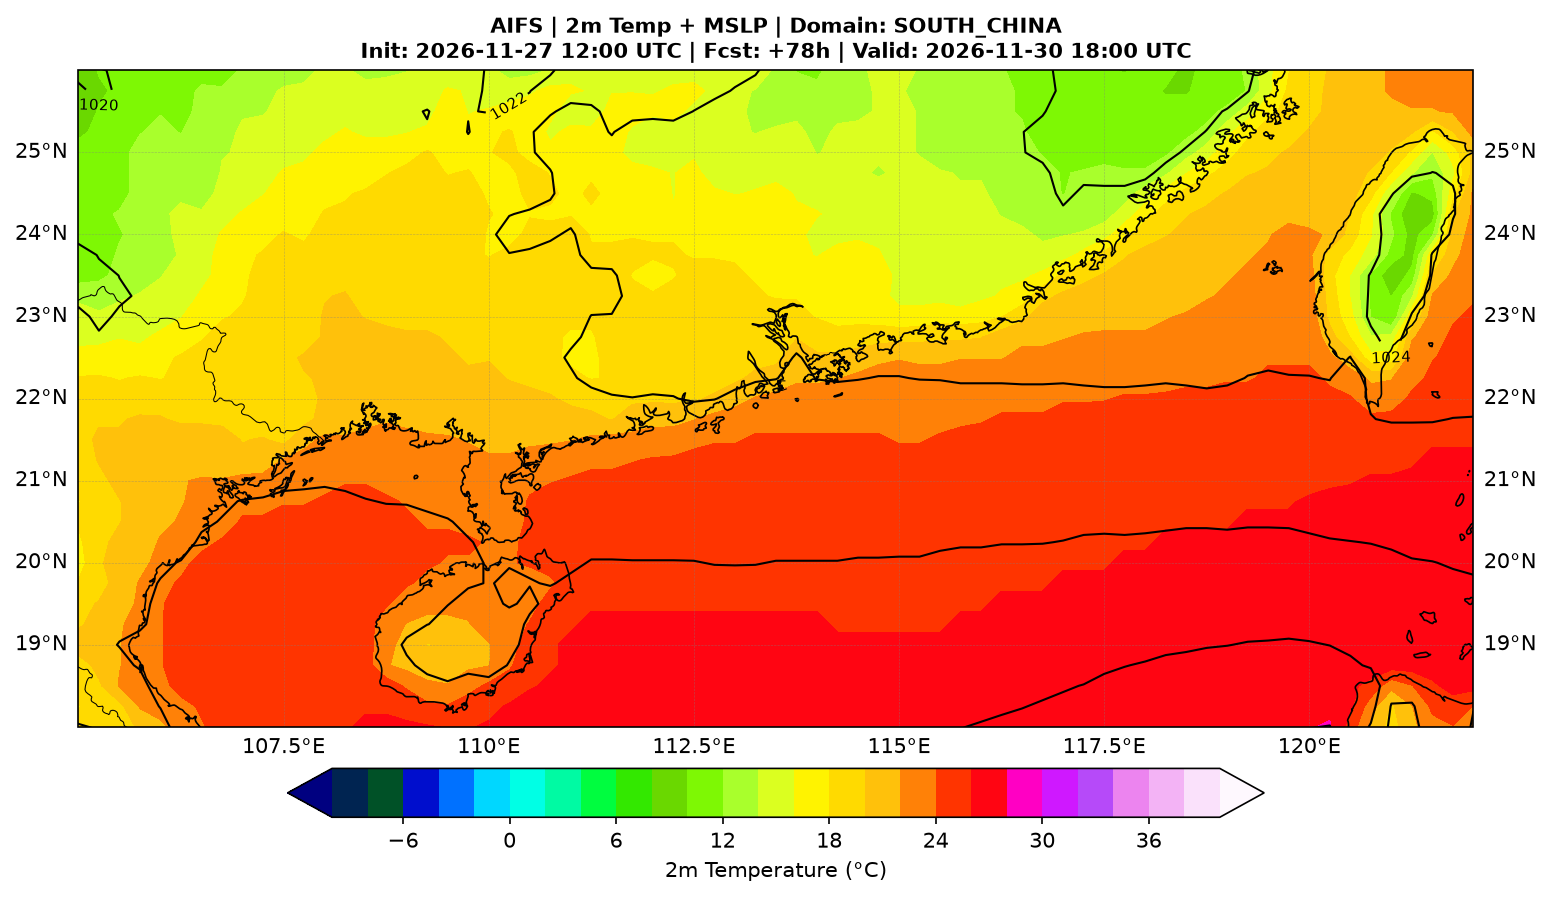 AIFS | 2m Temp + MSLP | Domain: SOUTH_CHINA
Init: 2026-11-27 12:00 UTC | Fcst: +78h | Valid: 2026-11-30 18:00 UTC
1020
1022
25°N 25°N
24°N 24°N
23°N 23°N
1024
22°N 22°N
21°N 21°N
20°N 20°N
19°N 19°N
107.5°E 110°E 112.5°E 115°E 117.5°E 120°E
−6 0 6 12 18 24 30 36
2m Temperature (°C)